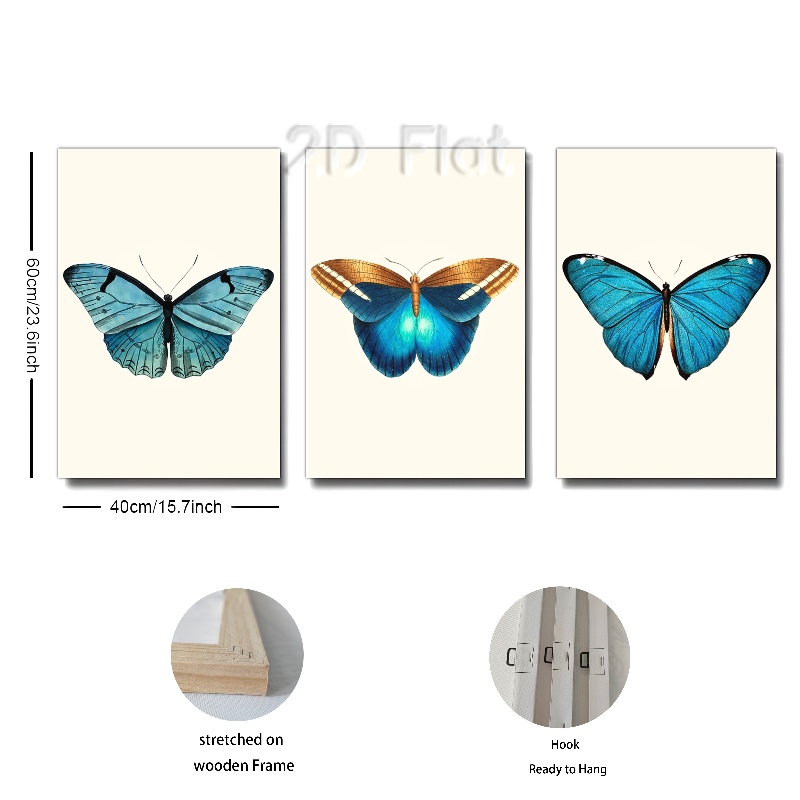 2D Flat
60cm/23.6inch
40cm/15.7inch
stretched on
wooden Frame
Hook
Ready to Hang